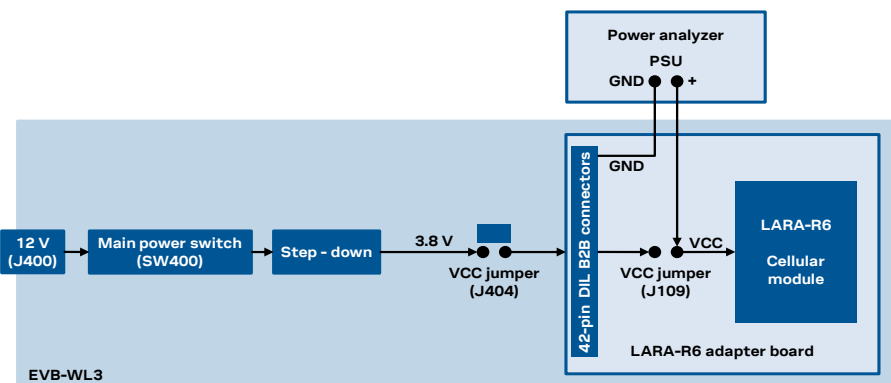 Power analyzer
PSU
GND
+
GND
42-pin DIL B2B connectors
12 V
(J400)
Main power switch
(SW400)
Step - down
3.8 V
VCC jumper
(J404)
VCC jumper
(J109)
VCC
LARA-R6
Cellular
module
LARA-R6 adapter board
EVB-WL3